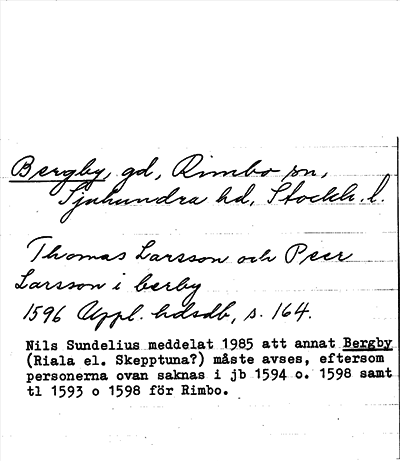 Bergby, gd, Rimbo sn,
Sjuhundra hd, Stockh. l.
Thomas Larsson och Peer
Larsson i berby
1596 Uppl. hdsdb, s. 164.
Nils Sundelius meddelat 1985 att annat Bergby
(Riala el. Skepptuna?) måste avses, eftersom
personerna ovan saknas i jb 1594 o. 1598 samt
tl 1593 o 1598 för Rimbo.